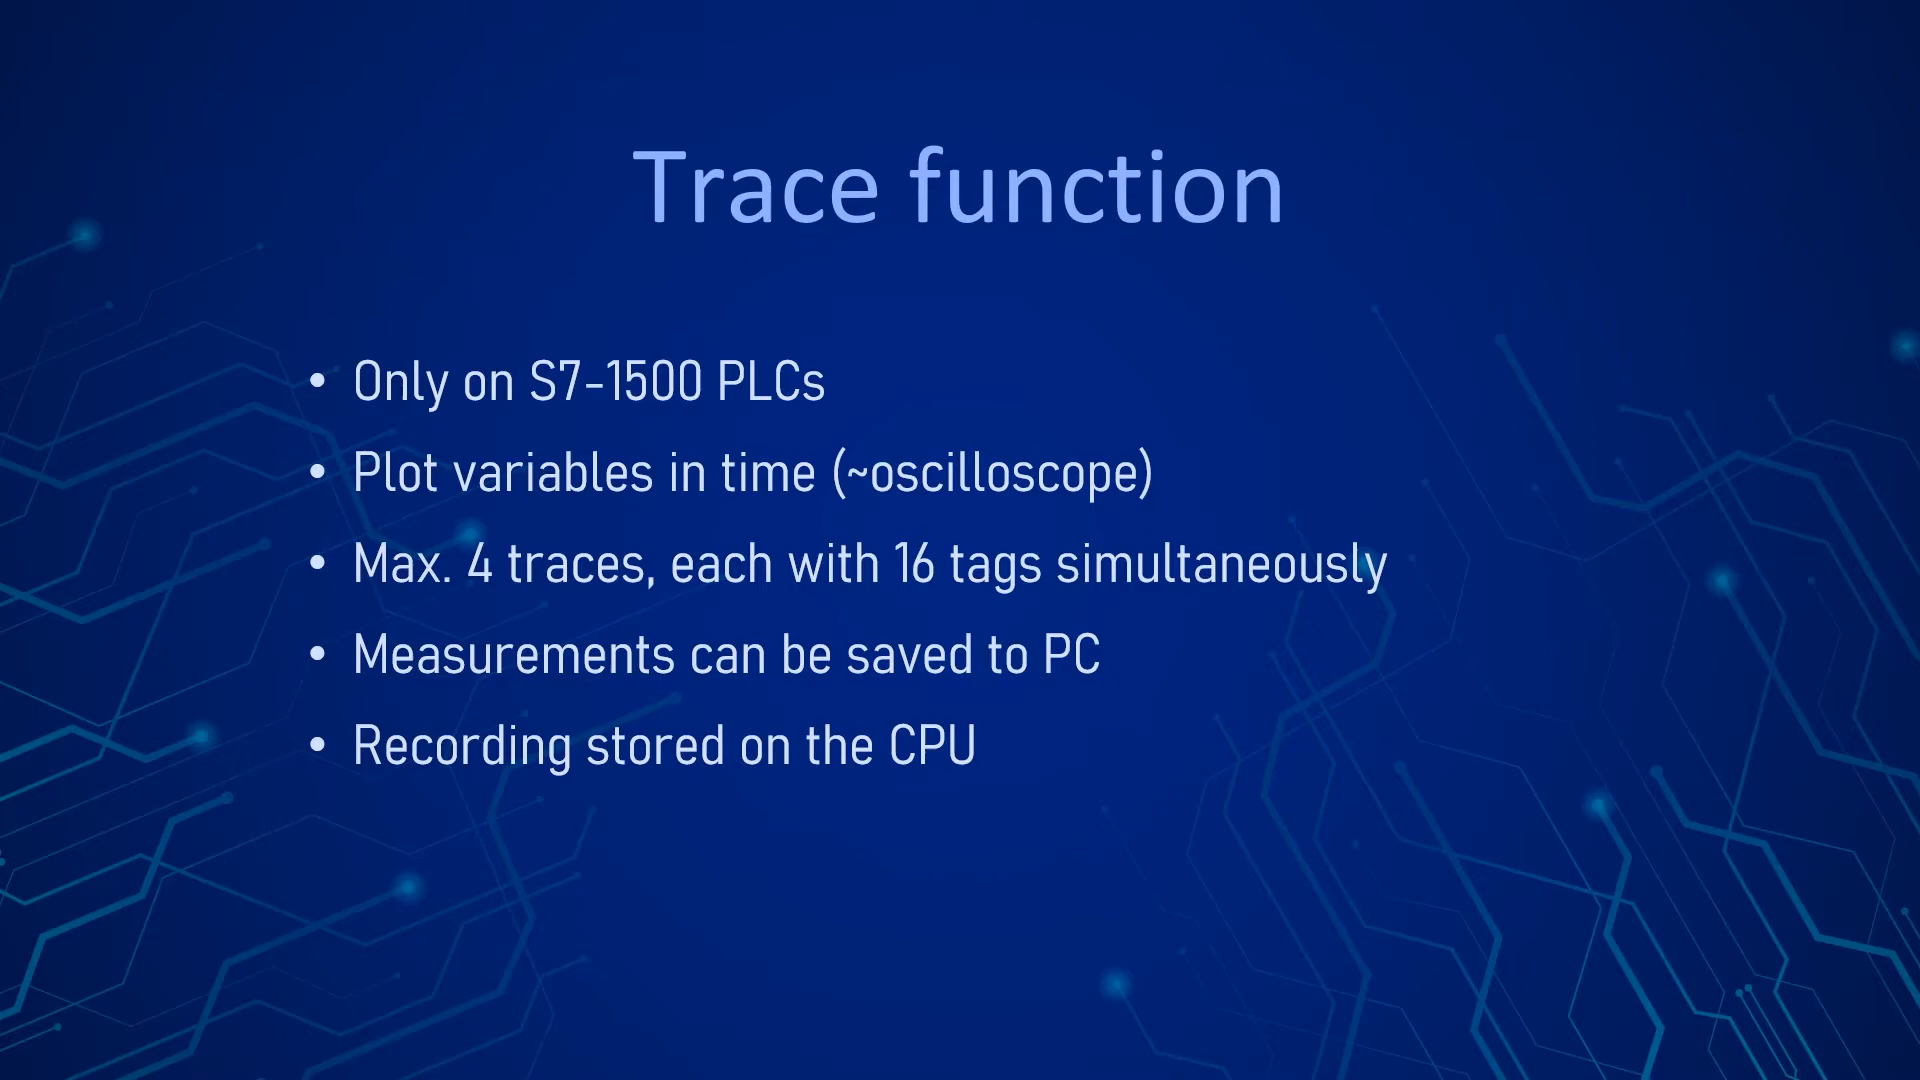 Trace function
• Only on S7-1500 PLCs
• Plot variables in time (~oscilloscope)
• Max. 4 traces, each with 16 tags simultaneously
• Measurements can be saved to PC
• Recording stored on the CPU